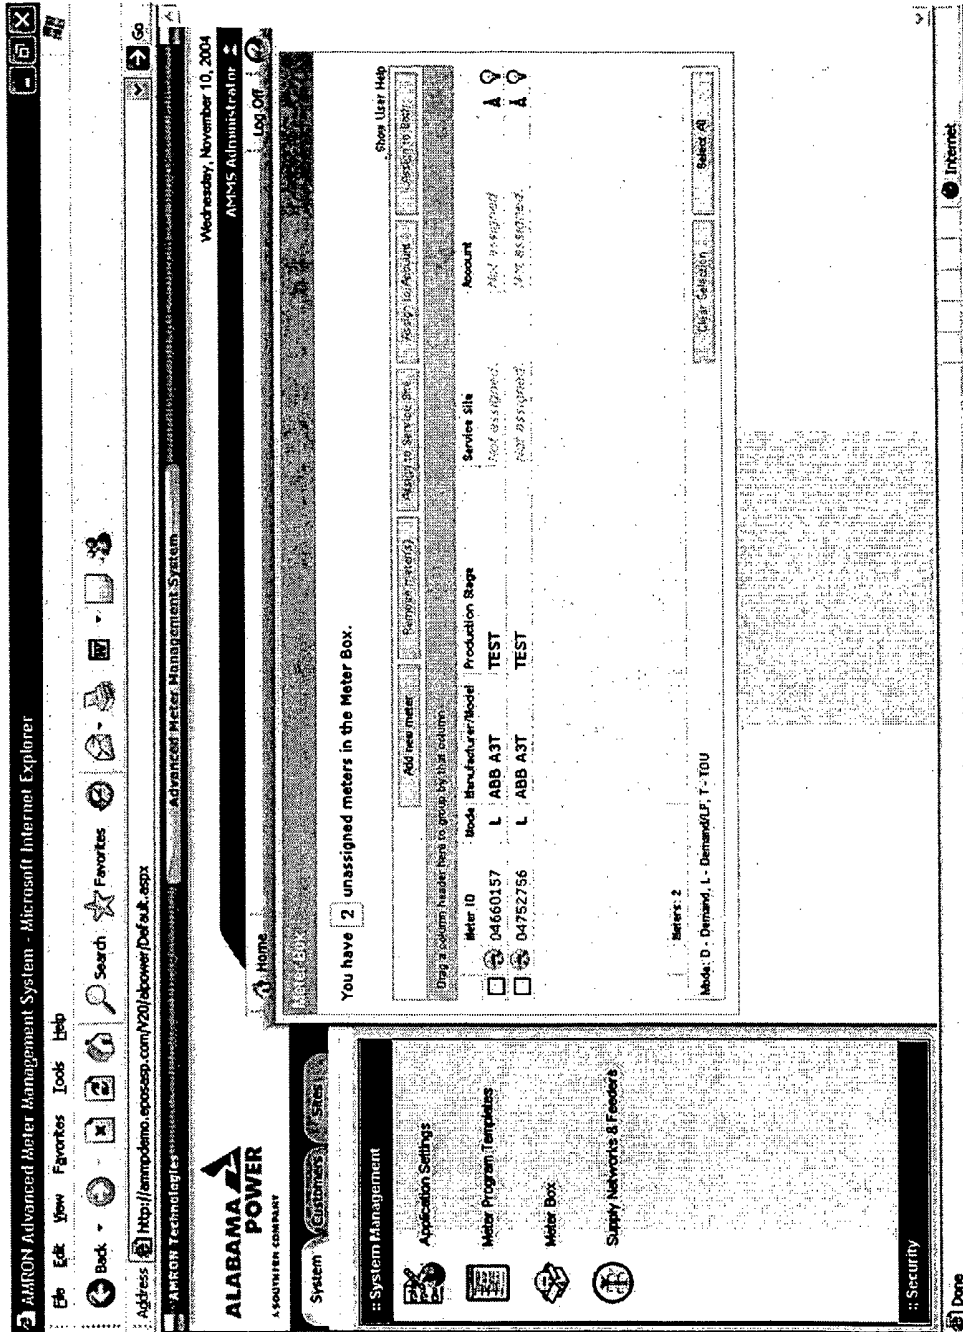 AMRON Advanced Meter Management System - Microsoft Internet Explorer
File Edit View Favorites Tools Help
Back Search Favorites
Address http://ammpdemo.eposasp.com/V20/alpower/Default.aspx Go
AMRON Technologies Advanced Meter Management System
Wednesday, November 10, 2004
ALABAMA POWER
A SOUTHERN COMPANY
AMMS Administrator
System Customers Sites
Home Log Off
:: System Management
Application Settings
Meter Program Templates
Meter Box
Supply Networks & Feeders
:: Security
Meter Box
You have 2 unassigned meters in the Meter Box.
Show User Help
Add new meter Remove meter(s) Assign to Service Site Assign to Account Assign to Both
Drag a column header here to group by that column
Meter ID Mode Manufacturer/Model Production Stage Service Site Account
04660157 L ABB A3T TEST Not assigned. Not assigned
04752756 L ABB A3T TEST Not assigned. Not assigned.
Meters: 2
Mode: D - Demand, L - Demand/LP, T - TOU
Clear Selection Select All
Done Internet